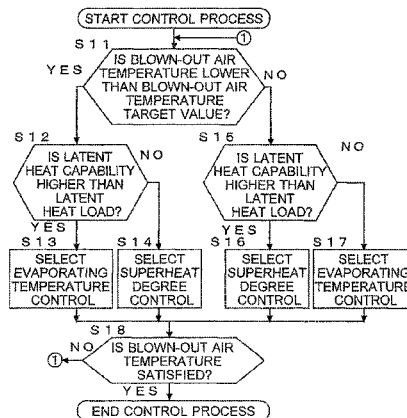 START CONTROL PROCESS
①
S11
IS BLOWN-OUT AIR
TEMPERATURE LOWER
THAN BLOWN-OUT AIR
TEMPERATURE
TARGET VALUE?
YES
NO
S12
IS LATENT
HEAT CAPABILITY
HIGHER THAN
LATENT
HEAT LOAD?
NO
YES
S15
IS LATENT
HEAT CAPABILITY
HIGHER THAN
LATENT
HEAT LOAD?
NO
YES
S13
SELECT
EVAPORATING
TEMPERATURE
CONTROL
S14
SELECT
SUPERHEAT
DEGREE
CONTROL
S16
SELECT
SUPERHEAT
DEGREE
CONTROL
S17
SELECT
EVAPORATING
TEMPERATURE
CONTROL
S18
NO
①
IS BLOWN-OUT AIR
TEMPERATURE
SATISFIED?
YES
END CONTROL PROCESS